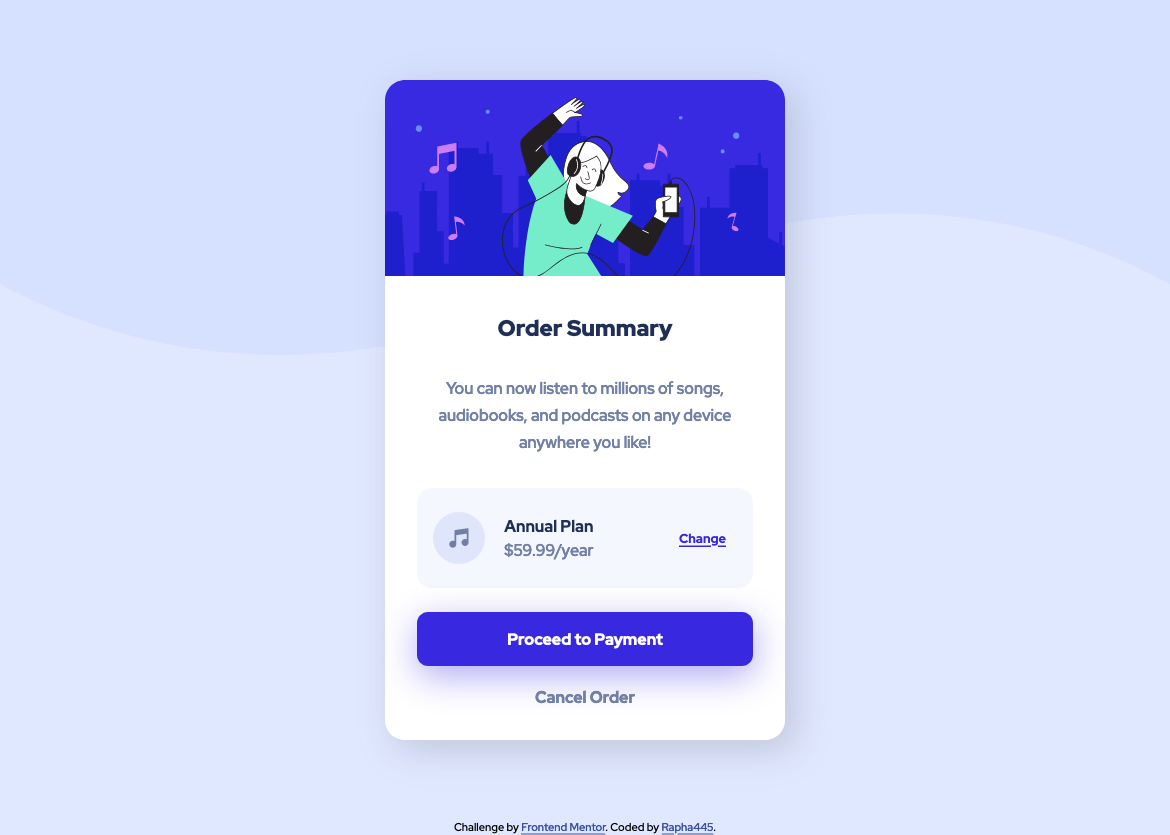 Order Summary
You can now listen to millions of songs,
audiobooks, and podcasts on any device
anywhere you like!
Annual Plan
$59.99/year
Change
Proceed to Payment
Cancel Order
Challenge by Frontend Mentor. Coded by Rapha445.